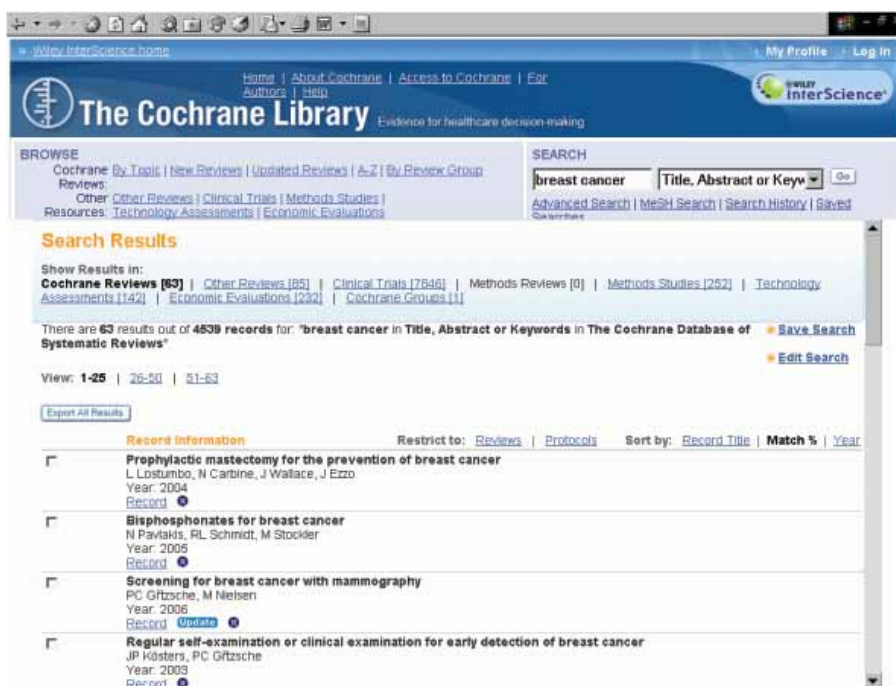 Wiley InterScience home
My Profile
Log In
Home | About Cochrane | Access to Cochrane | For
Authors | Help
The Cochrane Library
Evidence for healthcare decision-making
WILEY
InterScience
BROWSE
Cochrane By Topic | New Reviews | Updated Reviews | A-Z | By Review Group
Reviews:
Other Other Reviews | Clinical Trials | Methods Studies |
Resources: Technology Assessments | Economic Evaluations
SEARCH
breast cancer
Title, Abstract or Keyw
Go
Advanced Search | MeSH Search | Search History | Saved
Searches
Search Results
Show Results in:
Cochrane Reviews [63] | Other Reviews [85] | Clinical Trials [7646] | Methods Reviews [0] | Methods Studies [252] | Technology
Assessments [142] | Economic Evaluations [232] | Cochrane Groups [1]
There are 63 results out of 4539 records for: "breast cancer in Title, Abstract or Keywords in The Cochrane Database of
Systematic Reviews"
Save Search
Edit Search
View: 1-25 | 26-50 | 51-63
Export All Results
Record Information
Restrict to: Reviews | Protocols
Sort by: Record Title | Match % | Year
Prophylactic mastectomy for the prevention of breast cancer
L Lostumbo, N Carbine, J Wallace, J Ezzo
Year: 2004
Record
Bisphosphonates for breast cancer
N Pavlakis, RL Schmidt, M Stockler
Year: 2005
Record
Screening for breast cancer with mammography
PC Gřtzsche, M Nielsen
Year: 2006
Record Update
Regular self-examination or clinical examination for early detection of breast cancer
JP Kösters, PC Gřtzsche
Year: 2003
Record